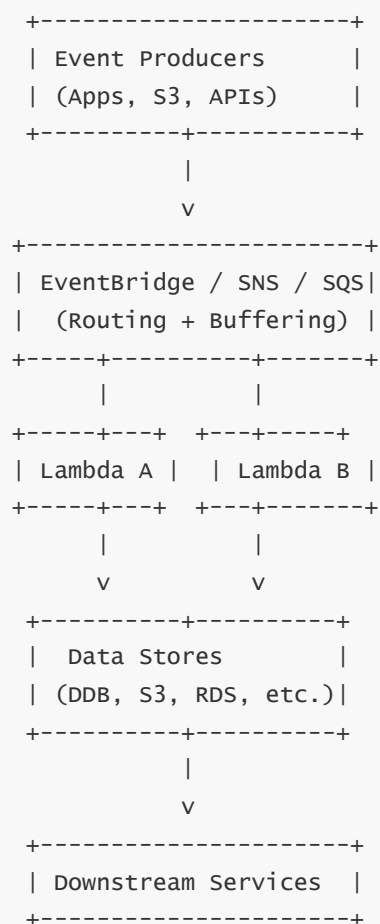 +---------------------+
| Event Producers      |
| (Apps, S3, APIs)     |
+----------+-----------+
|
v
+-----------------------+
| EventBridge / SNS / SQS|
|  (Routing + Buffering) |
+-----+----------+-------+
|          |
+-----+---+  +---+-----+
| Lambda A |  | Lambda B |
+-----+---+  +---+-------+
|          |
v          v
+----------+----------+
|  Data Stores        |
| (DDB, S3, RDS, etc.)|
+----------+----------+
|
v
+---------------------+
| Downstream Services  |
+---------------------+